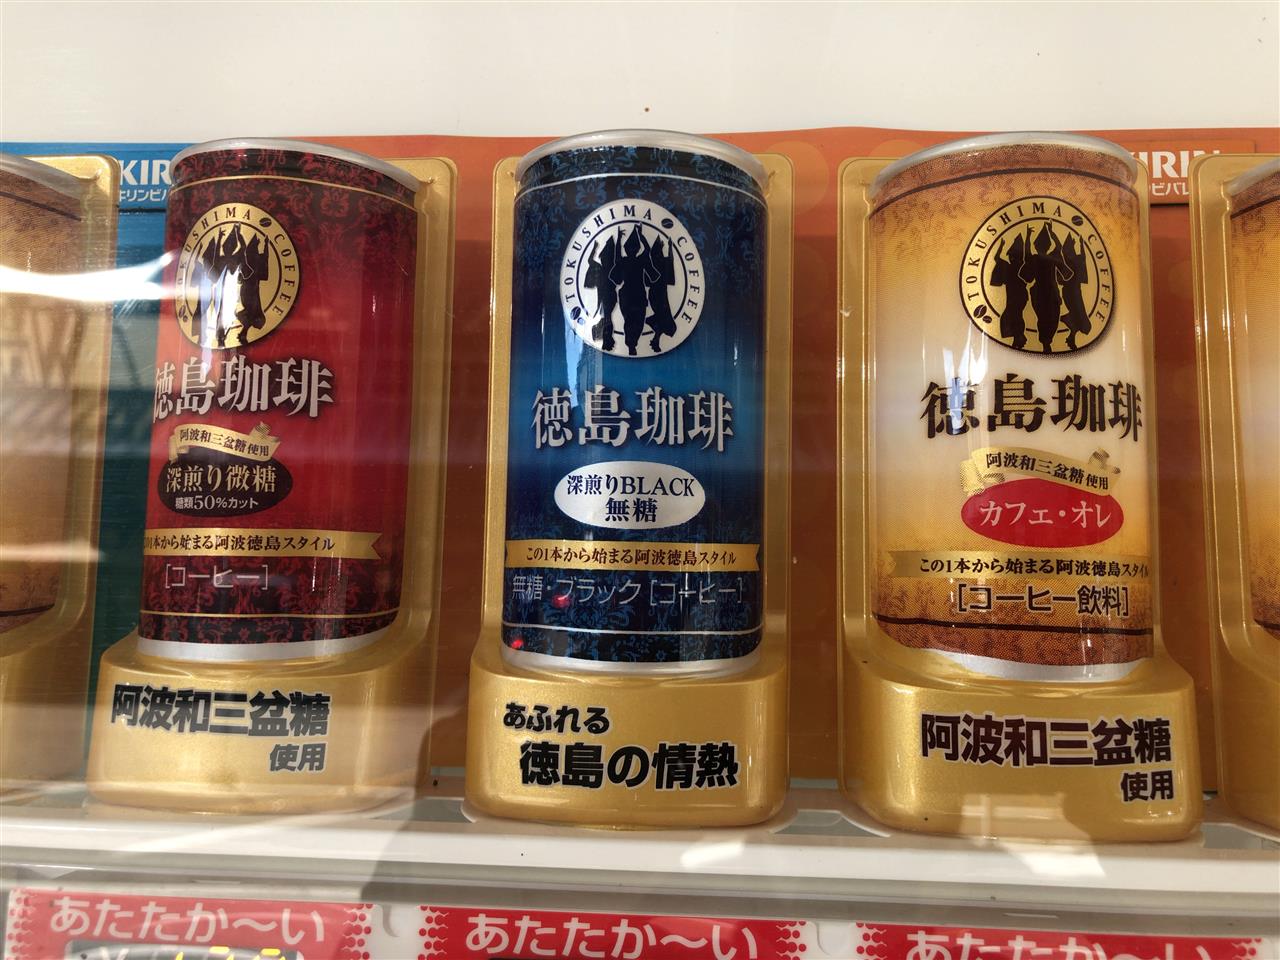 TOKUSHIMA COFFEE
徳島珈琲
阿波和三盆糖使用
深煎り微糖
糖類50%カット
この1本から始まる阿波徳島スタイル
[コーヒー]
阿波和三盆糖
使用
TOKUSHIMA COFFEE
徳島珈琲
深煎りBLACK
無糖
この1本から始まる阿波徳島スタイル
無糖・ブラック[コーヒー]
あふれる
徳島の情熱
KIRIN
TOKUSHIMA COFFEE
徳島珈琲
阿波和三盆糖使用
カフェ・オレ
この1本から始まる阿波徳島スタイル
[コーヒー飲料]
阿波和三盆糖
使用
あたたか〜い
あたたか〜い
あたたか〜い